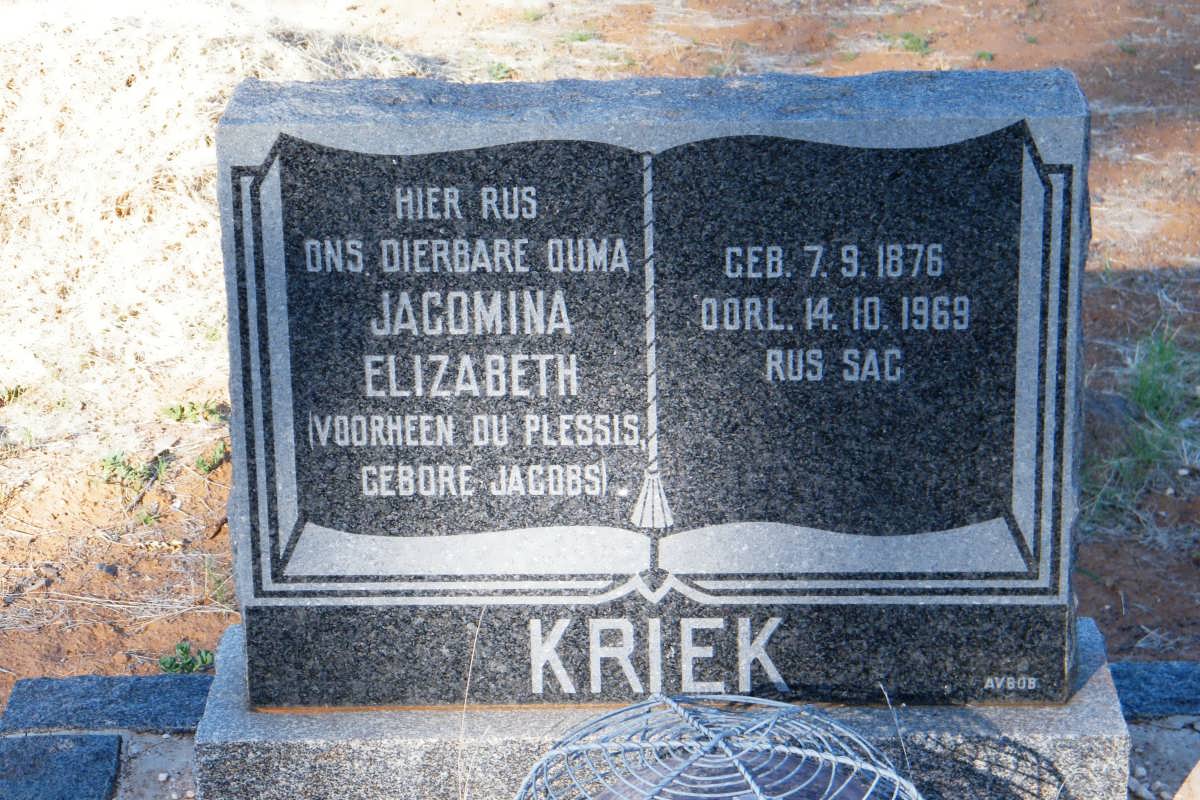 HIER RUS
ONS DIERBARE OUMA
JACOMINA
ELIZABETH
(VOORHEEN DU PLESSIS,
GEBORE JACOBS).
GEB. 7. 9. 1876
OORL. 14. 10. 1969
RUS SAG
KRIEK
AVBOB